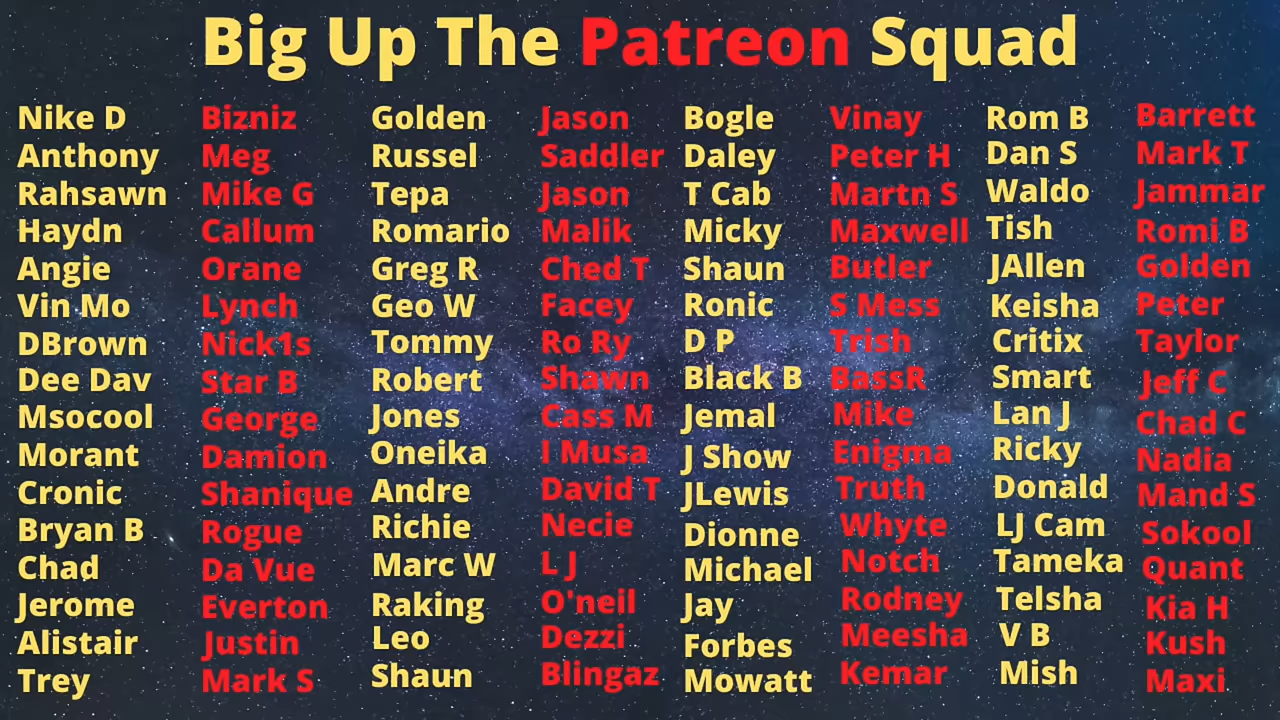 Big Up The Patreon Squad
Nike D Bizniz Golden Jason Bogle Vinay Rom B Barrett
Anthony Meg Russel Saddler Daley Peter H Dan S Mark T
Rahsawn Mike G Tepa Jason T Cab Martn S Waldo Jammar
Haydn Callum Romario Malik Micky Maxwell Tish Romi B
Angie Orane Greg R Ched T Shaun Butler JAllen Golden
Vin Mo Lynch Geo W Facey Ronic S Mess Keisha Peter
DBrown Nick1s Tommy Ro Ry D P Trish Critix Taylor
Dee Dav Star B Robert Shawn Black B BassR Smart Jeff C
Msocool George Jones Cass M Jemal Mike Lan J Chad C
Morant Damion Oneika I Musa J Show Enigma Ricky Nadia
Cronic Shanique Andre David T JLewis Truth Donald Mand S
Bryan B Rogue Richie Necie Dionne Whyte LJ Cam Sokool
Chad Da Vue Marc W L J Michael Notch Tameka Quant
Jerome Everton Raking O'neil Jay Rodney Telsha Kia H
Alistair Justin Leo Dezzi Forbes Meesha V B Kush
Trey Mark S Shaun Blingaz Mowatt Kemar Mish Maxi